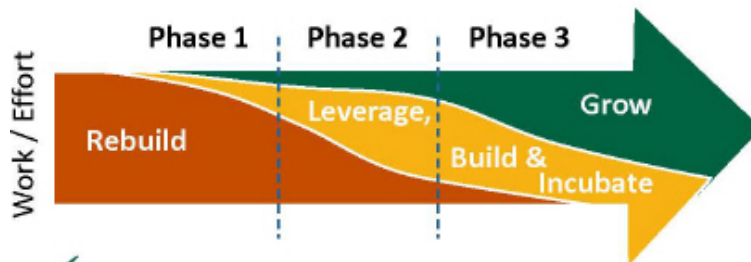 Phase 1 Phase 2 Phase 3
Work / Effort
Rebuild
Leverage,
Build &
Incubate
Grow